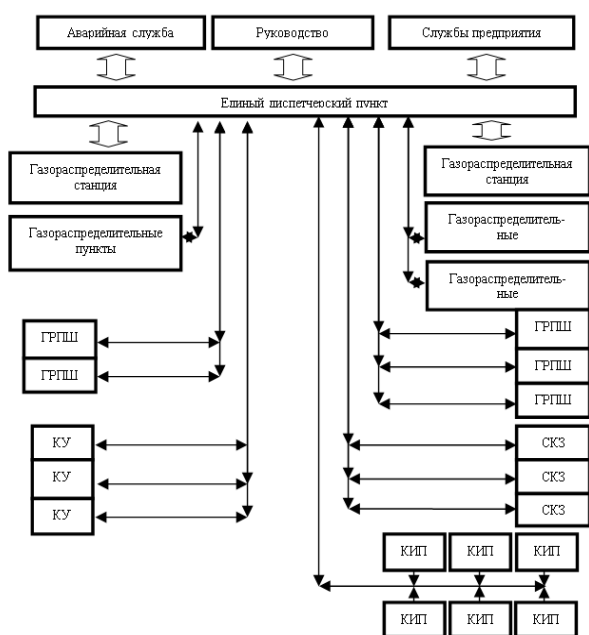 Аварийная служба
Руководство
Службы предприятия
Единый диспетчерский пункт
Газораспределительная
станция
Газораспределительные
пункты
Газораспределительная
станция
Газораспределитель-
ные
Газораспределитель-
ные
ГРПШ
ГРПШ
ГРПШ
ГРПШ
ГРПШ
КУ
КУ
КУ
СКЗ
СКЗ
СКЗ
КИП
КИП
КИП
КИП
КИП
КИП